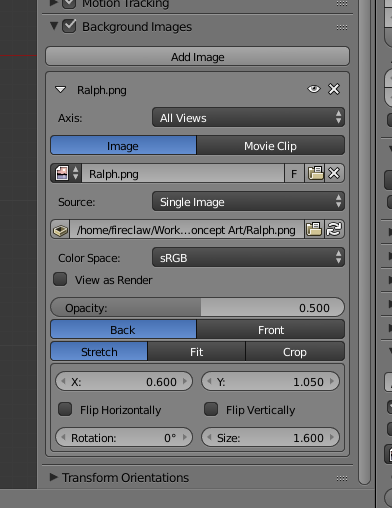 Motion Tracking
Background Images
Add Image
Ralph.png
Axis: All Views
Image Movie Clip
Ralph.png F
Source: Single Image
/home/fireclaw/Work...oncept Art/Ralph.png
Color Space: sRGB
View as Render
Opacity: 0.500
Back Front
Stretch Fit Crop
X: 0.600 Y: 1.050
Flip Horizontally Flip Vertically
Rotation: 0° Size: 1.600
Transform Orientations